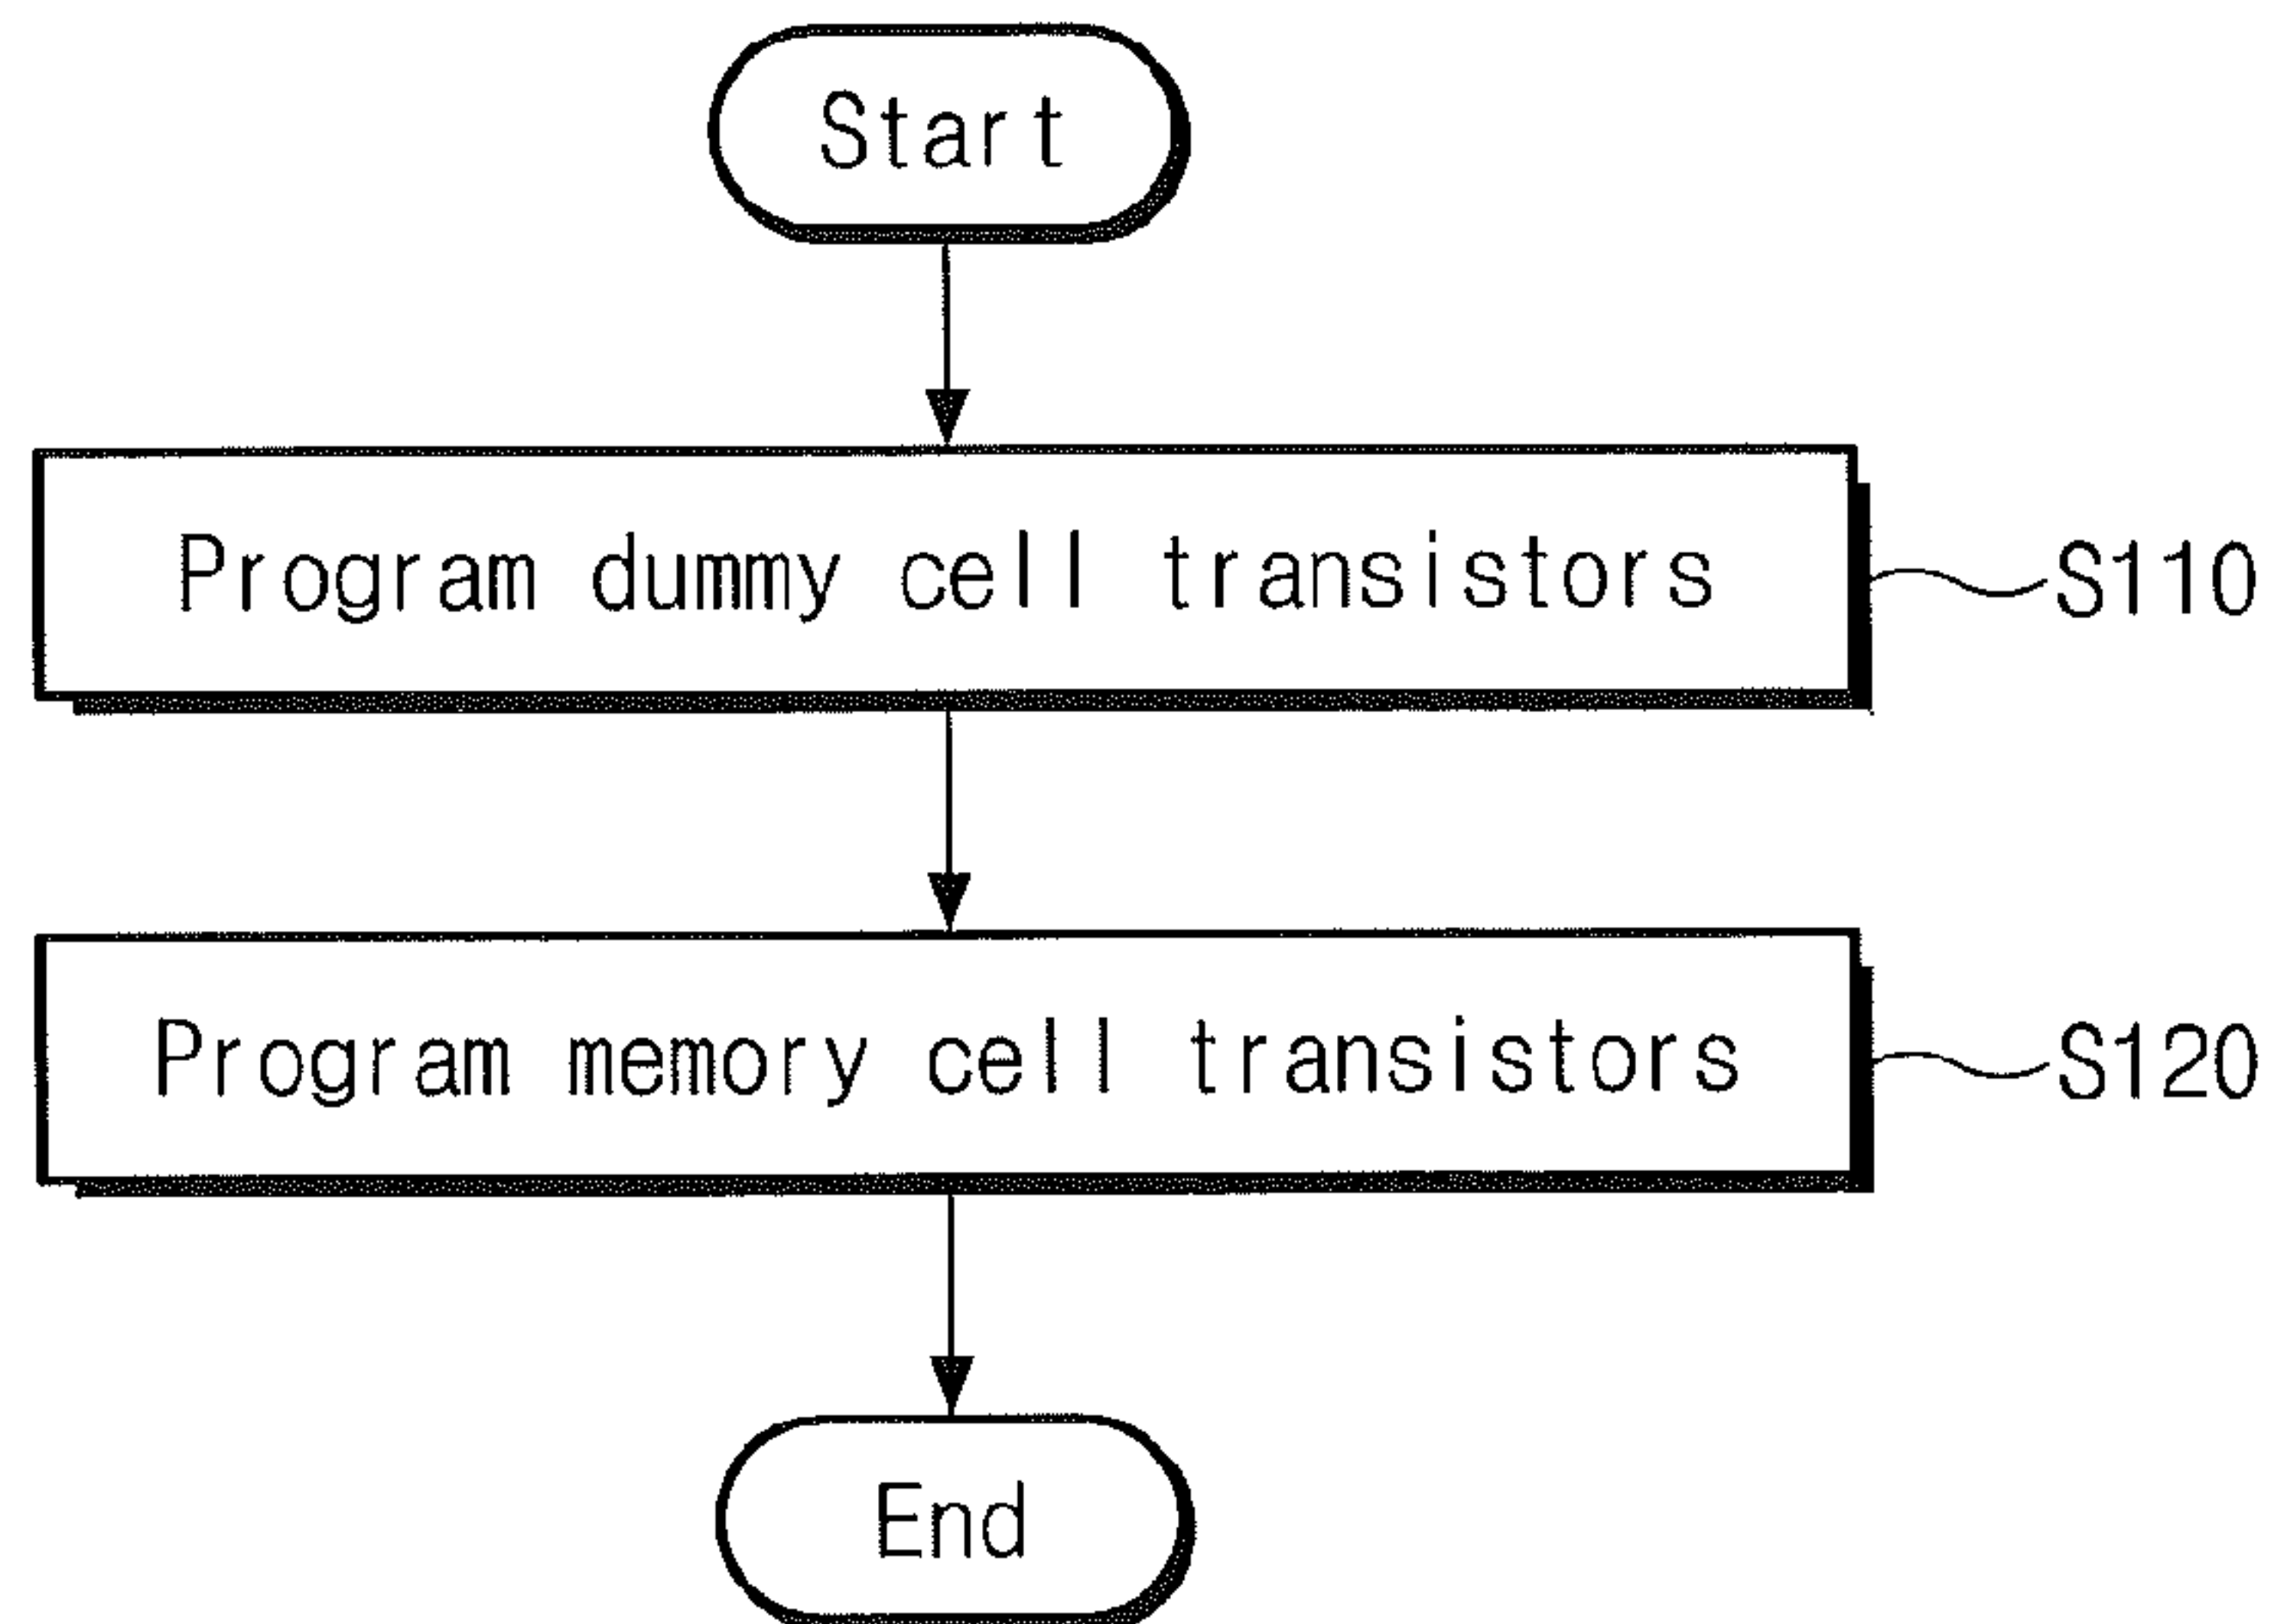 Start
Program dummy cell transistors
S110
Program memory cell transistors
S120
End